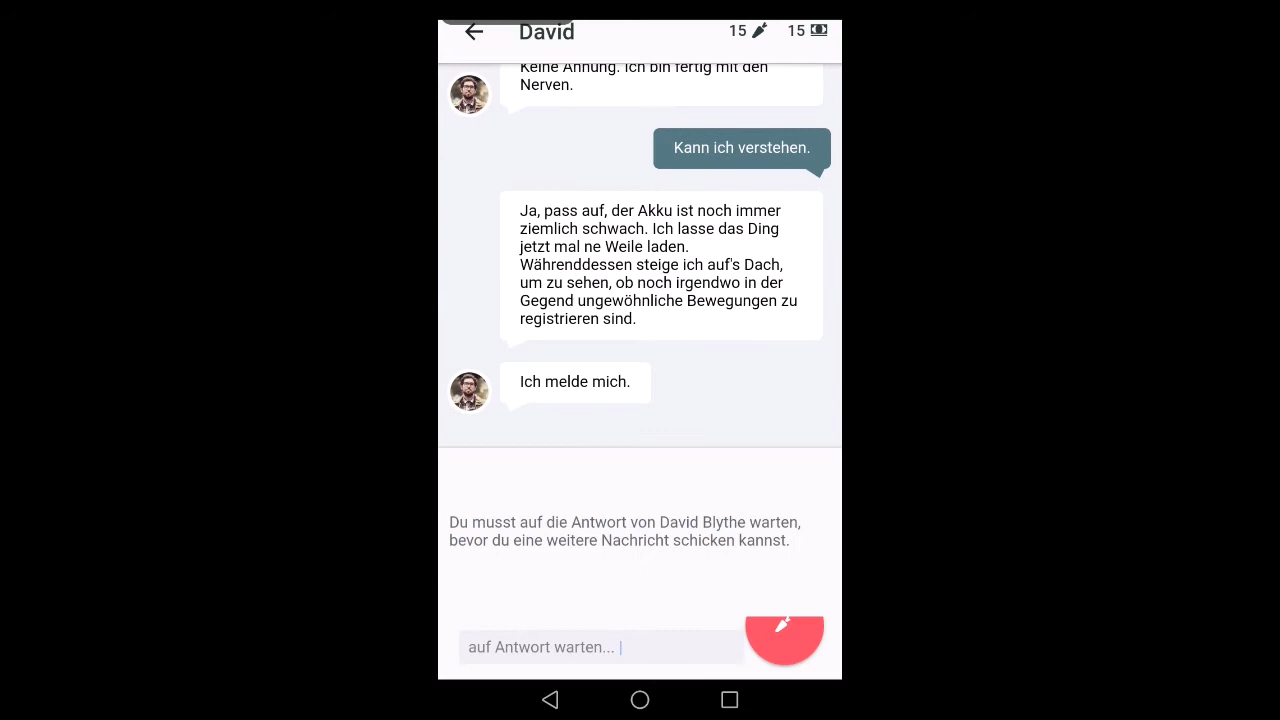 David
15
15
Keine Ahnung. Ich bin fertig mit den
Nerven.
Kann ich verstehen.
Ja, pass auf, der Akku ist noch immer
ziemlich schwach. Ich lasse das Ding
jetzt mal ne Weile laden.
Währenddessen steige ich auf's Dach,
um zu sehen, ob noch irgendwo in der
Gegend ungewöhnliche Bewegungen zu
registrieren sind.
Ich melde mich.
Du musst auf die Antwort von David Blythe warten,
bevor du eine weitere Nachricht schicken kannst.
auf Antwort warten...